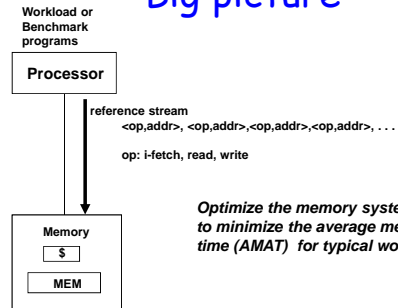 Big picture
Workload or
Benchmark
programs
Processor
reference stream
<op,addr>, <op,addr>,<op,addr>,<op,addr>, . . .
op: i-fetch, read, write
Optimize the memory syste
to minimize the average me
time (AMAT) for typical wo
Memory
$
MEM